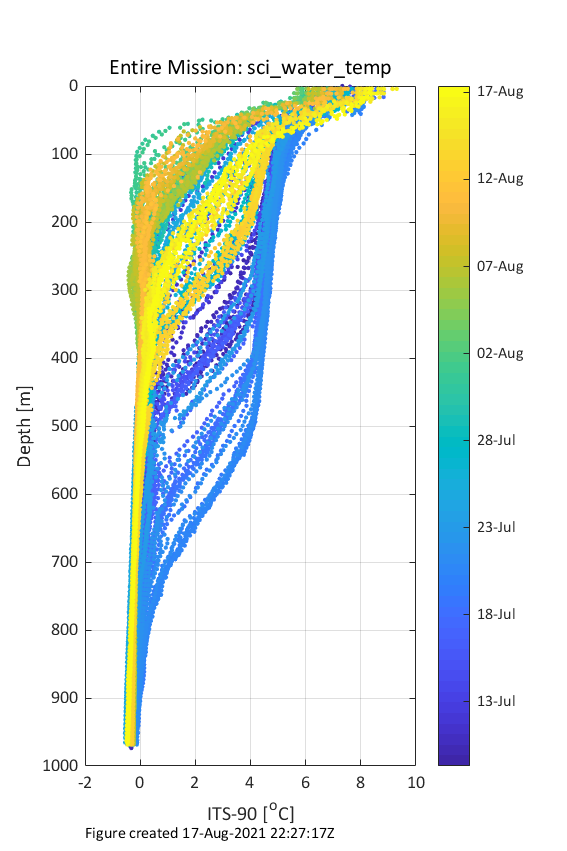 Entire Mission: sci_water_temp
0
100
200
300
400
500
600
700
800
900
1000
Depth [m]
-2 0 2 4 6 8 10
ITS-90 [°C]
17-Aug
12-Aug
07-Aug
02-Aug
28-Jul
23-Jul
18-Jul
13-Jul
Figure created 17-Aug-2021 22:27:17Z